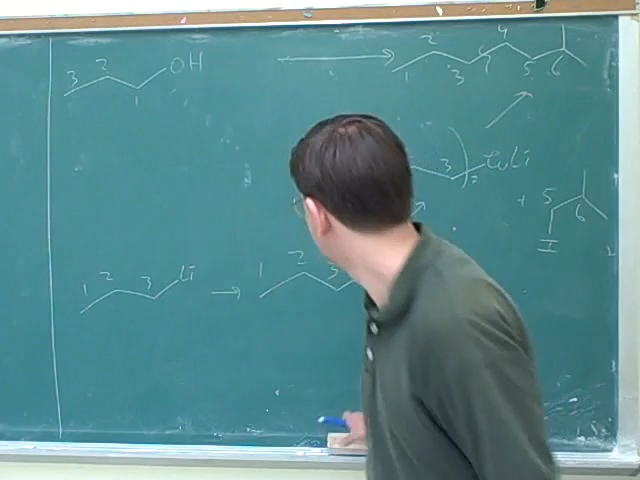 3 2 1 OH
1 2 3 4 5 6
3 2 CuLi
+ 5 6 I
1 2 3 Li
1 2 3